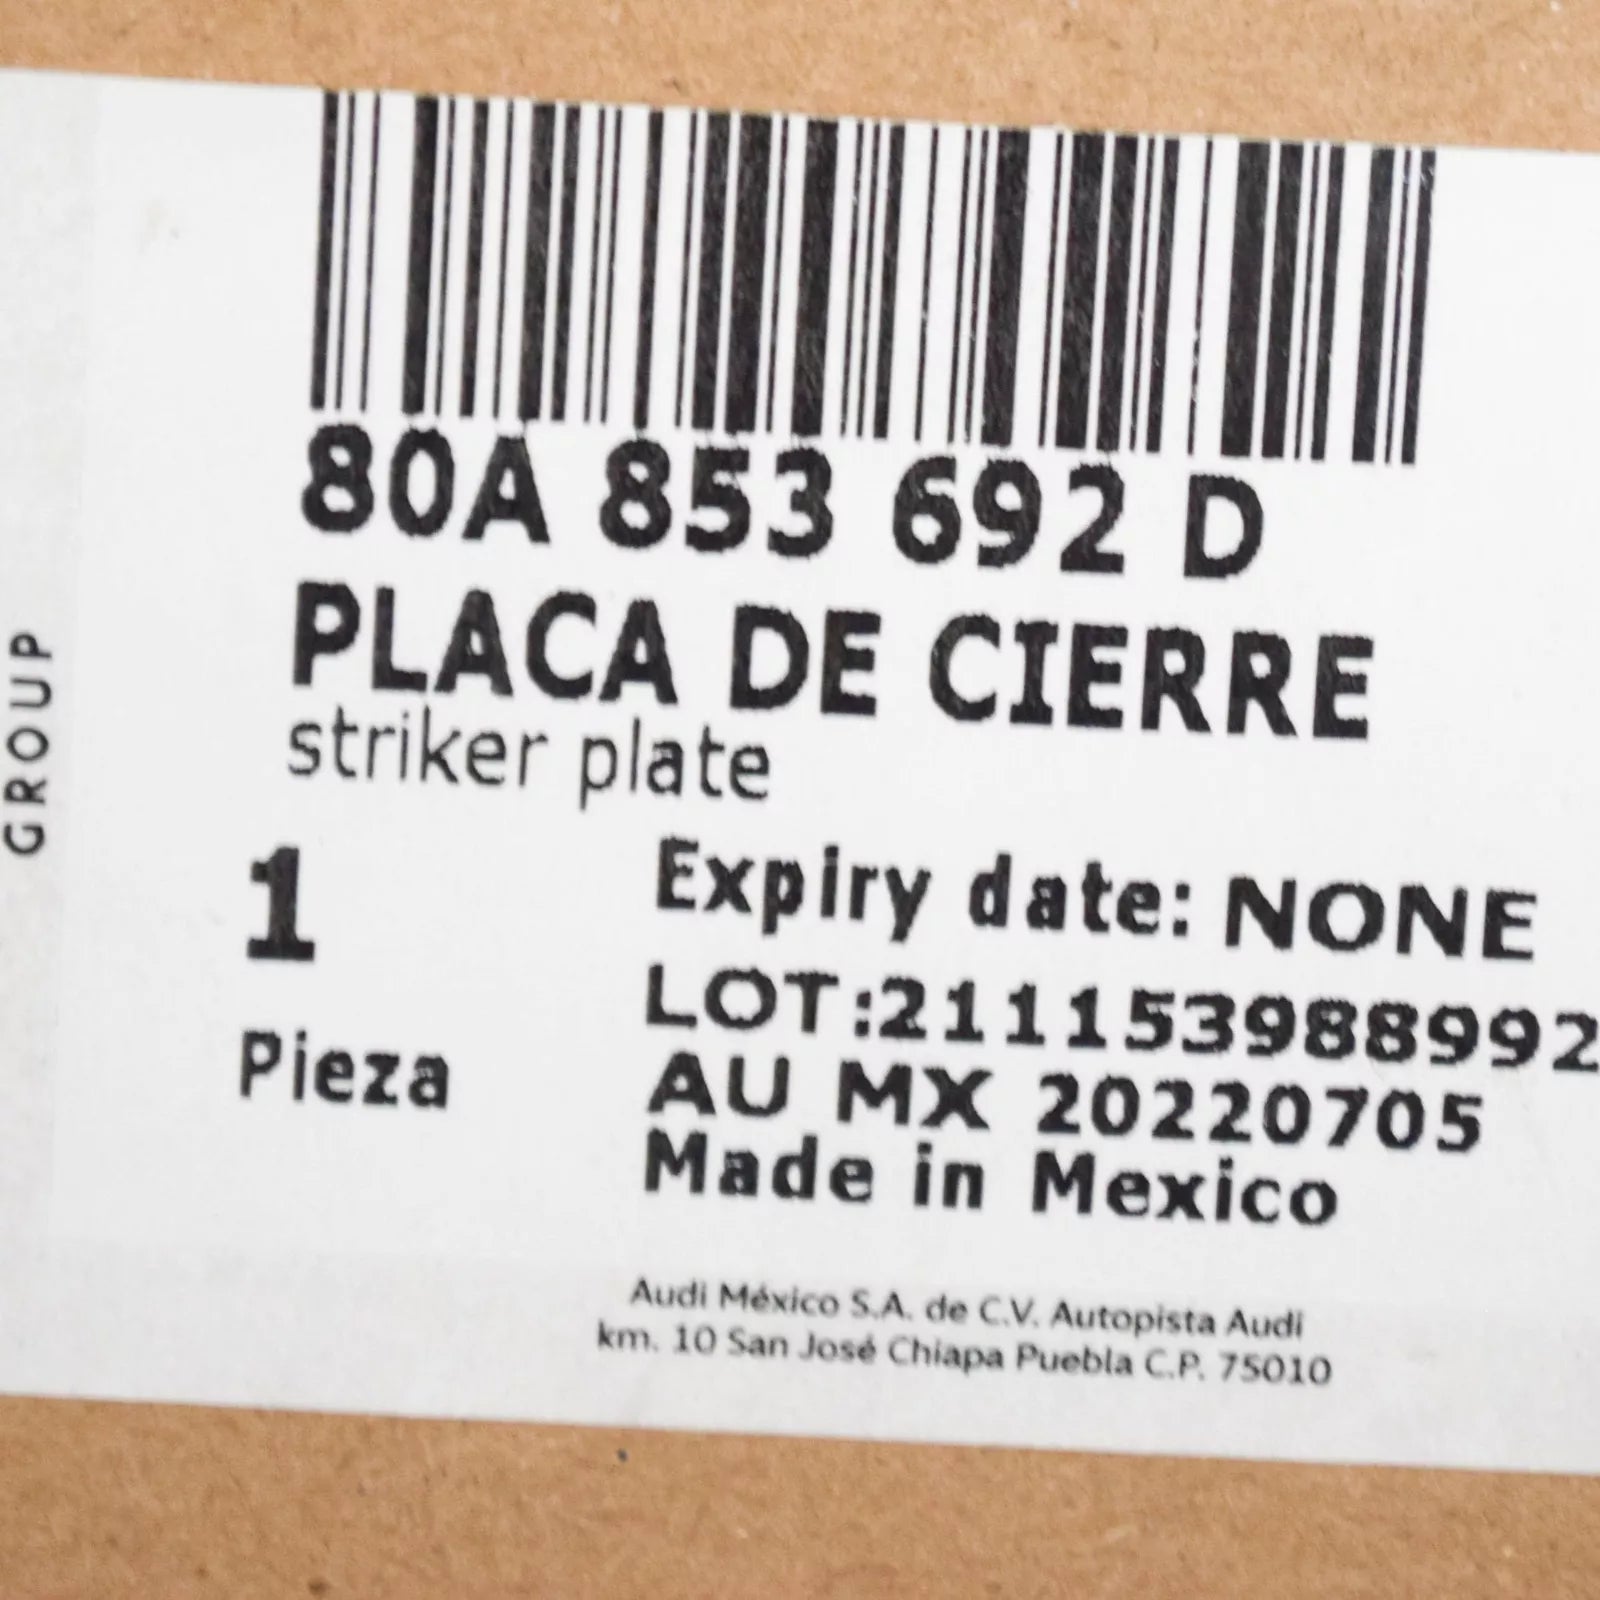 80A 853 692 D
PLACA DE CIERRE
striker plate
1
Pieza
Expiry date: NONE
LOT:211153988992
AU MX 20220705
Made in Mexico
Audi México S.A. de C.V. Autopista Audi
km. 10 San José Chiapa Puebla C.P. 75010
GROUP